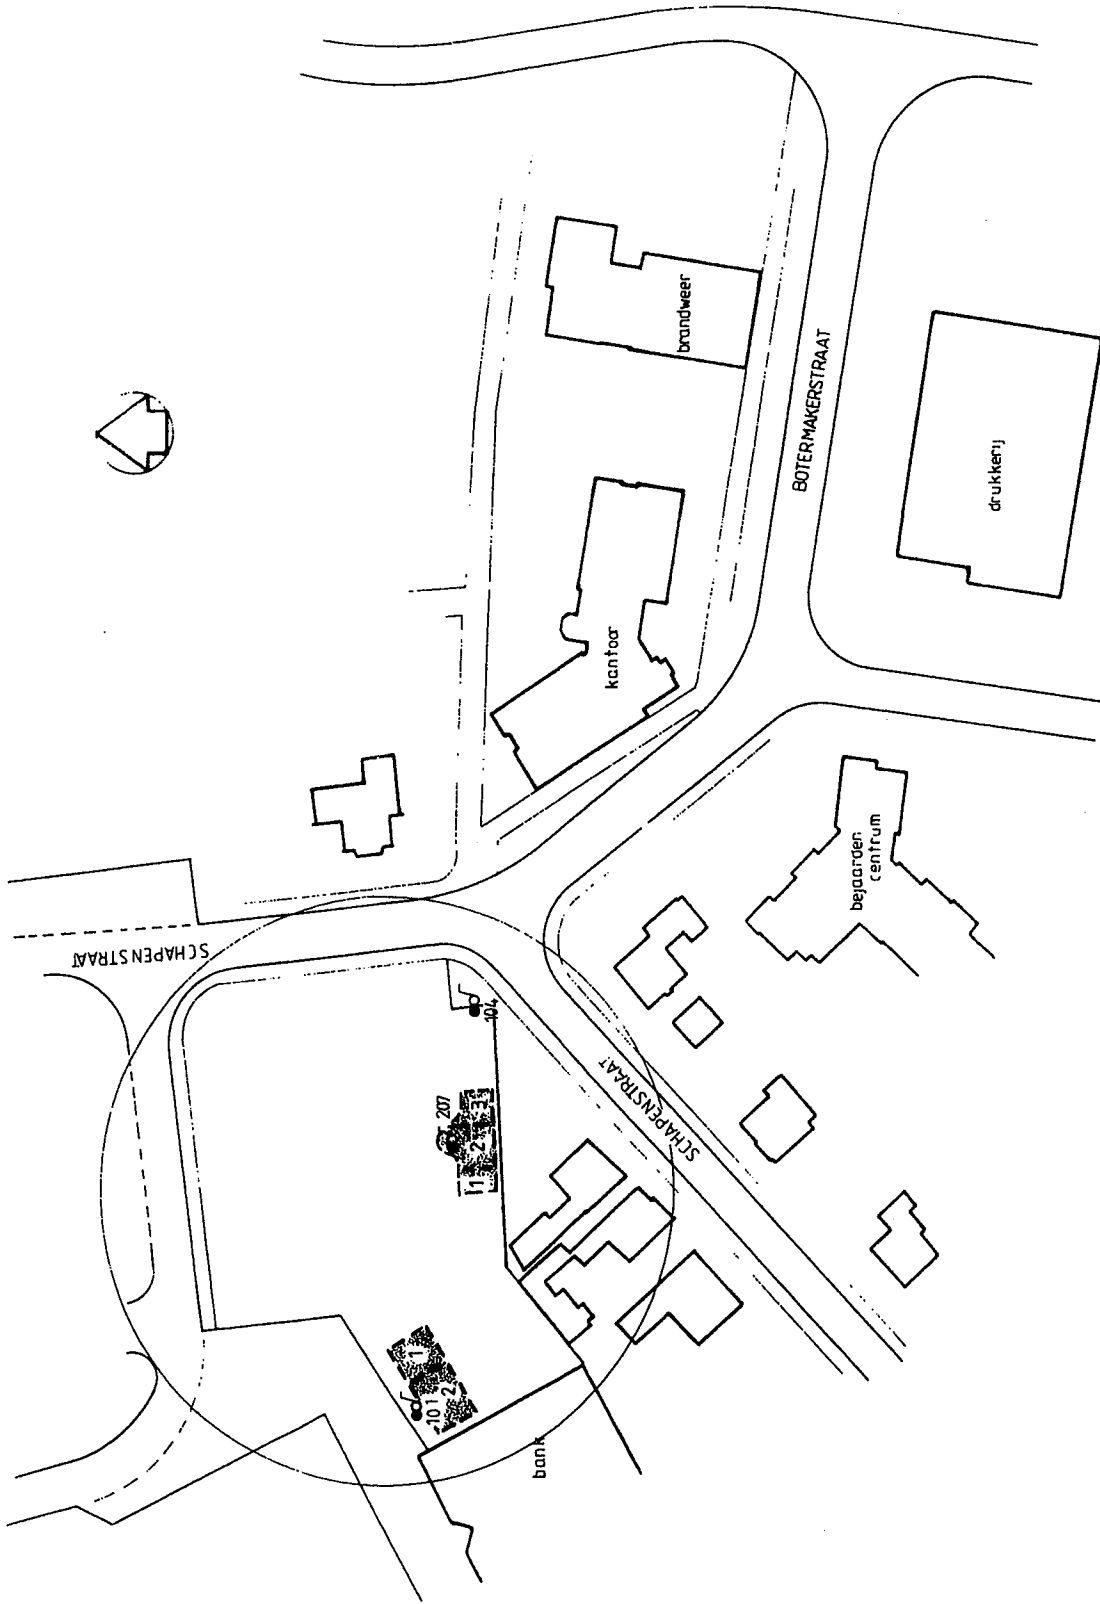 SCHAPENSTRAAT
BOTERMAKERSTRAAT
brandweer
kantoor
drukkerij
bejaarden
centrum
SCHAPENSTRAAT
104
207
1 2 3
1
2
101
bank